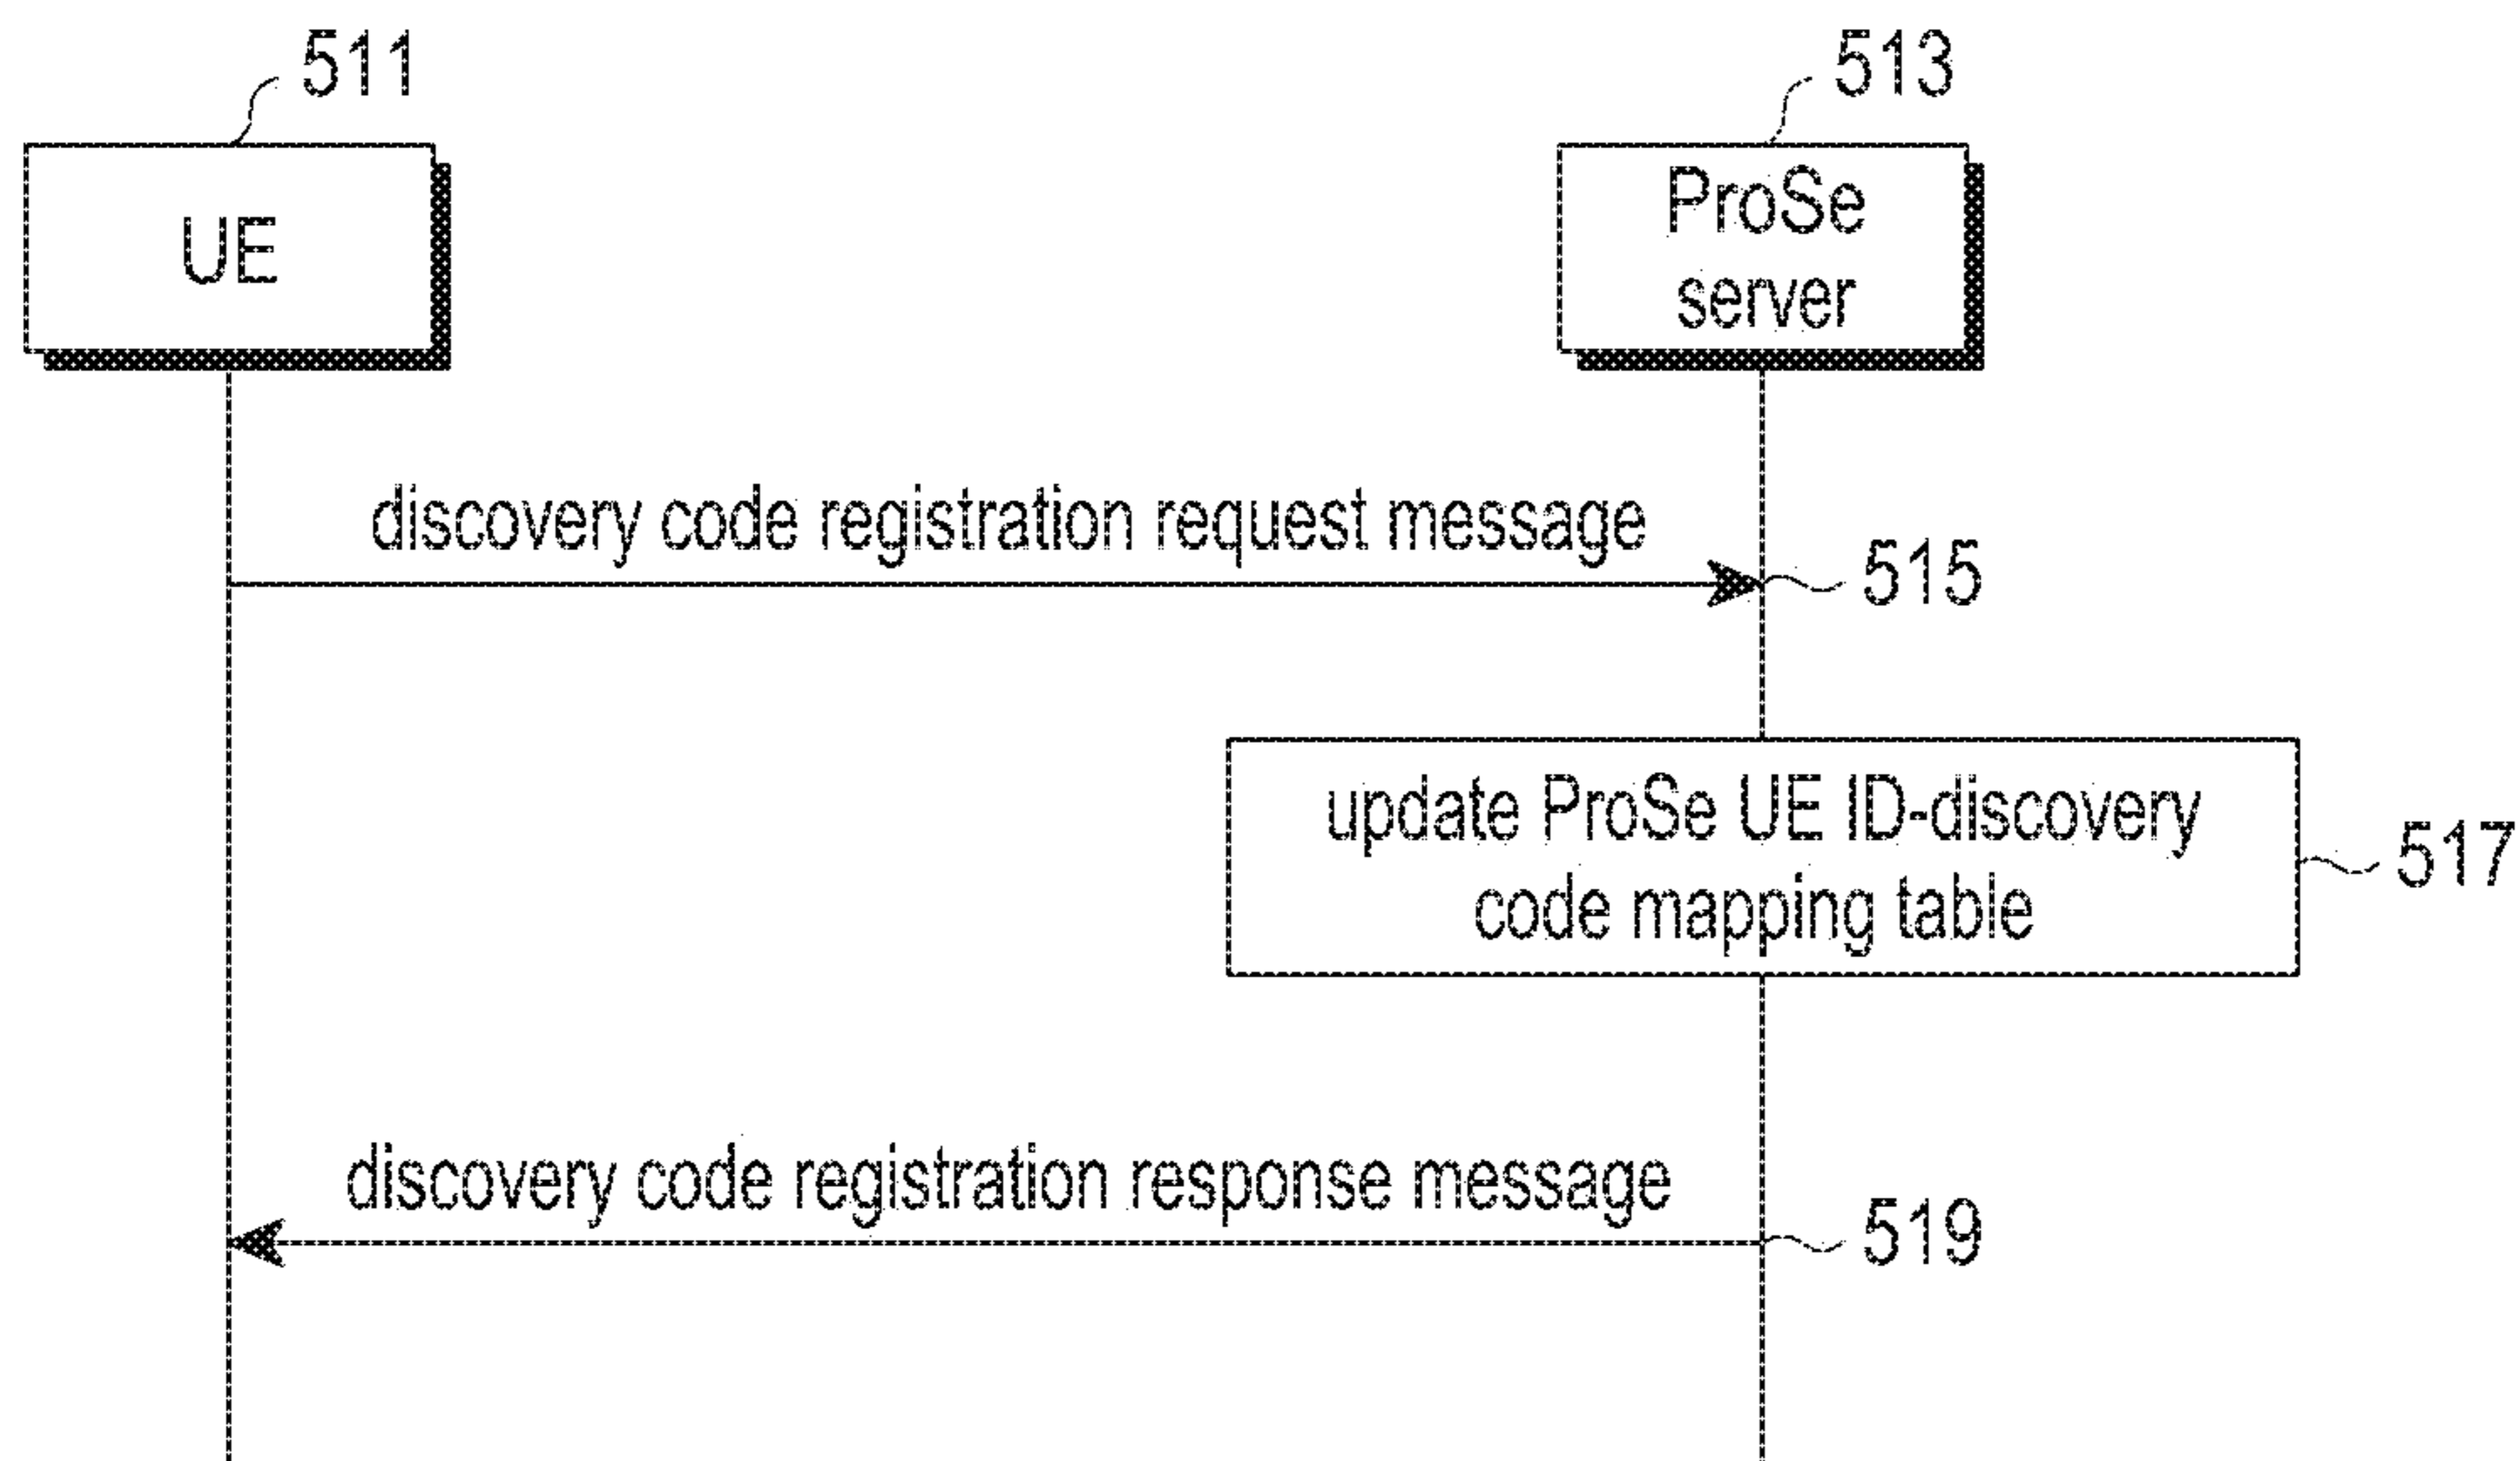 511
513
UE
ProSe
server
discovery code registration request message
515
update ProSe UE ID-discovery
code mapping table
517
discovery code registration response message
519